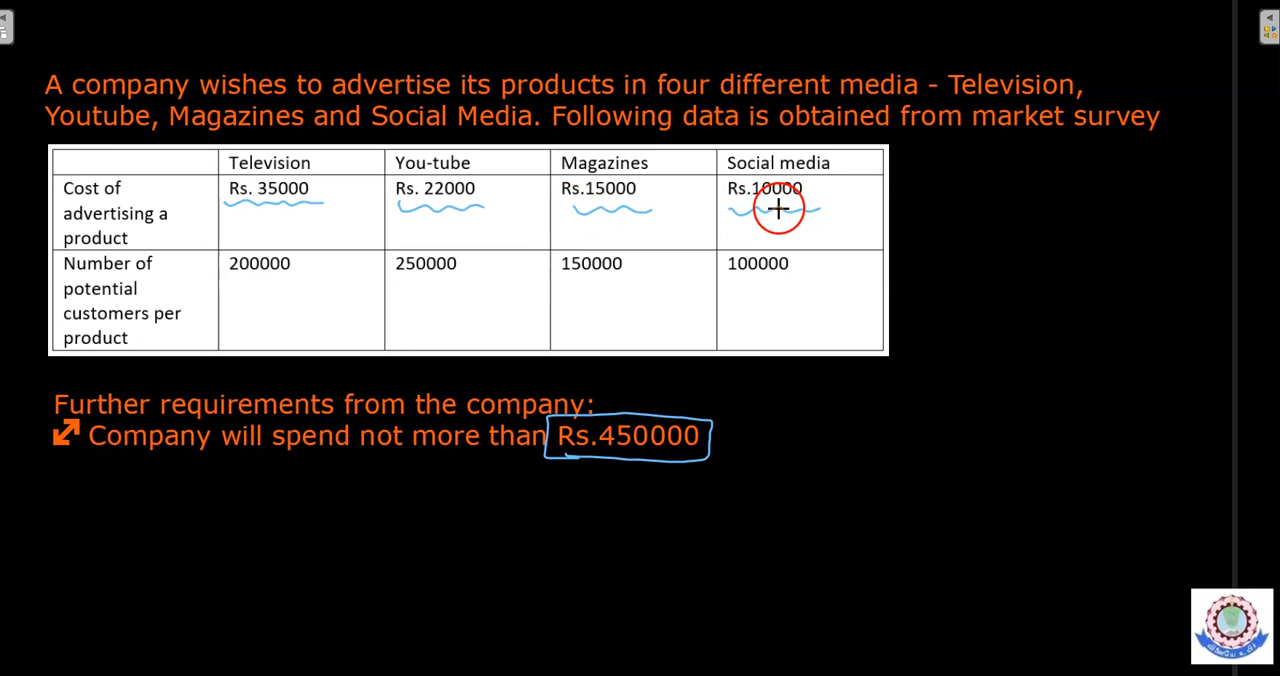 A company wishes to advertise its products in four different media - Television,
Youtube, Magazines and Social Media. Following data is obtained from market survey
Television You-tube Magazines Social media
Cost of advertising a product Rs. 35000 Rs. 22000 Rs.15000 Rs.10000
Number of potential customers per product 200000 250000 150000 100000
Further requirements from the company:
Company will spend not more than Rs.450000